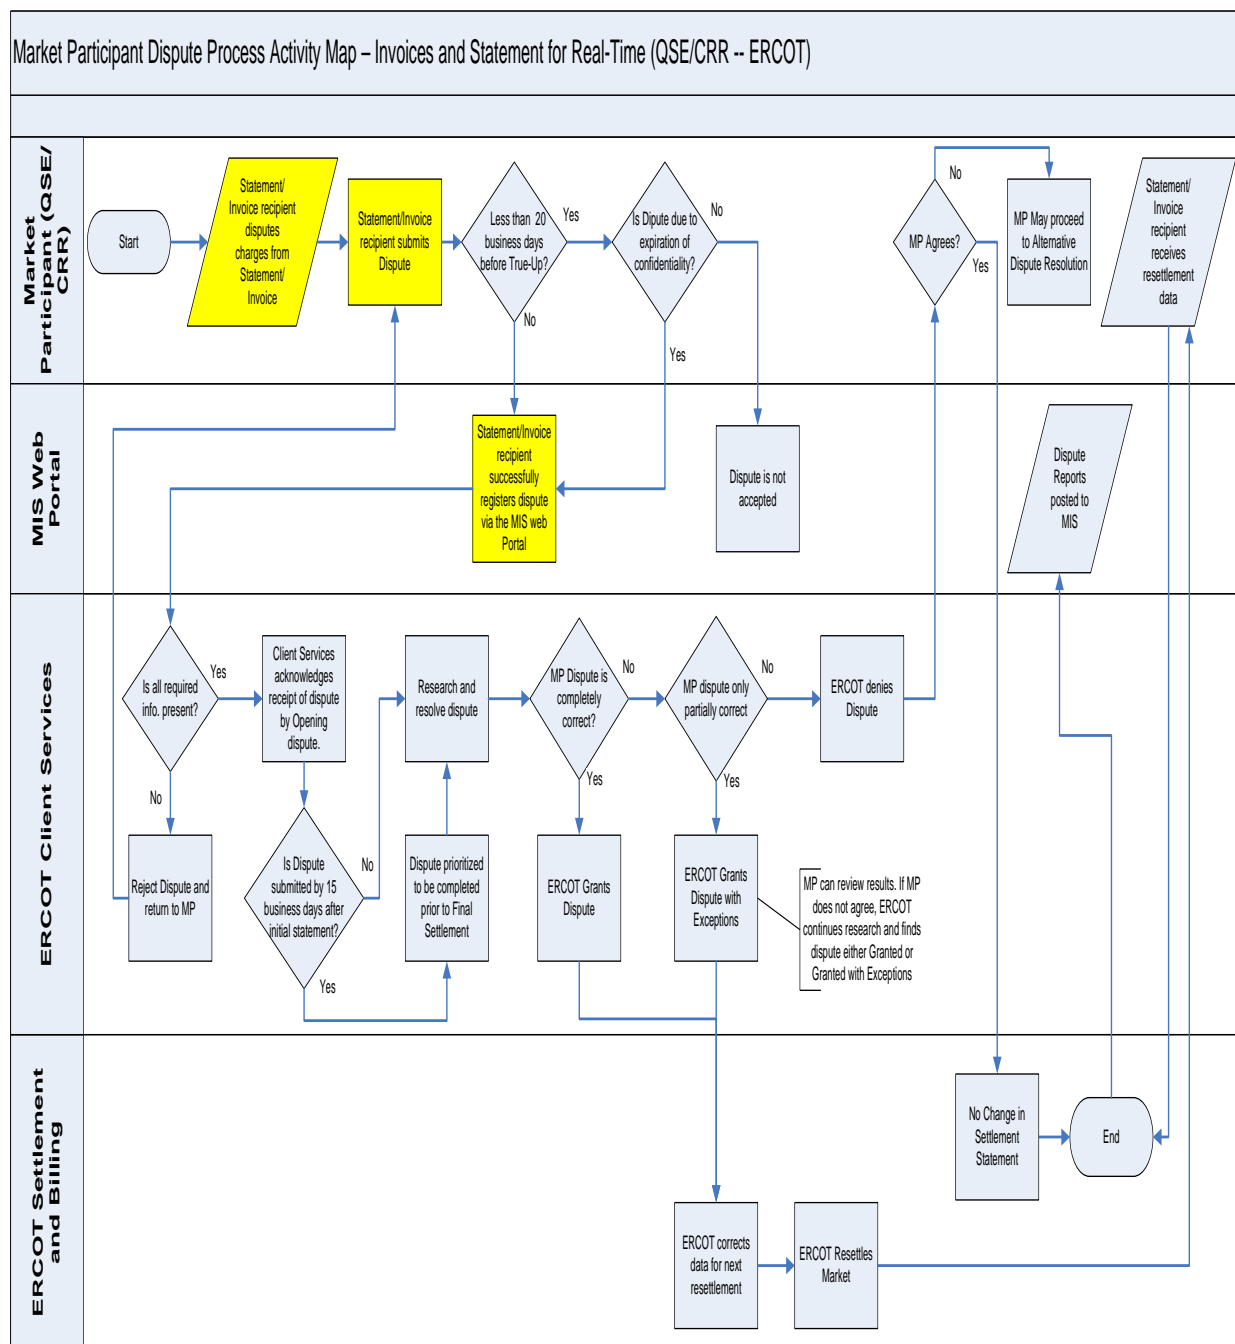 Market Participant Dispute Process Activity Map – Invoices and Statement for Real-Time (QSE/CRR -- ERCOT)
Market
Participant (QSE/
CRR)
Start
Statement/
Invoice recipient
disputes
charges from
Statement/
Invoice
Statement/Invoice
recipient submits
Dispute
Less than 20
business days
before True-Up?
Yes
No
Is Dipute due to
expiration of
confidentiality?
No
Yes
MP Agrees?
No
Yes
MP May proceed
to Alternative
Dispute Resolution
Statement/
Invoice
recipient
receives
resettlement
data
MIS Web
Portal
Statement/Invoice
recipient
successfully
registers dispute
via the MIS web
Portal
Dispute is not
accepted
Dispute
Reports
posted to
MIS
ERCOT Client Services
Is all required
info. present?
Yes
No
Client Services
acknowledges
receipt of dispute
by Opening
dispute.
Research and
resolve dispute
MP Dispute is
completely
correct?
No
Yes
MP dispute only
partially correct
No
Yes
ERCOT denies
Dispute
Reject Dispute and
return to MP
Is Dispute
submitted by 15
business days after
initial statement?
No
Yes
Dispute prioritized
to be completed
prior to Final
Settlement
ERCOT Grants
Dispute
ERCOT Grants
Dispute with
Exceptions
MP can review results. If MP
does not agree, ERCOT
continues research and finds
dispute either Granted or
Granted with Exceptions
ERCOT Settlement
and Billing
No Change in
Settlement
Statement
End
ERCOT corrects
data for next
resettlement
ERCOT Resettles
Market